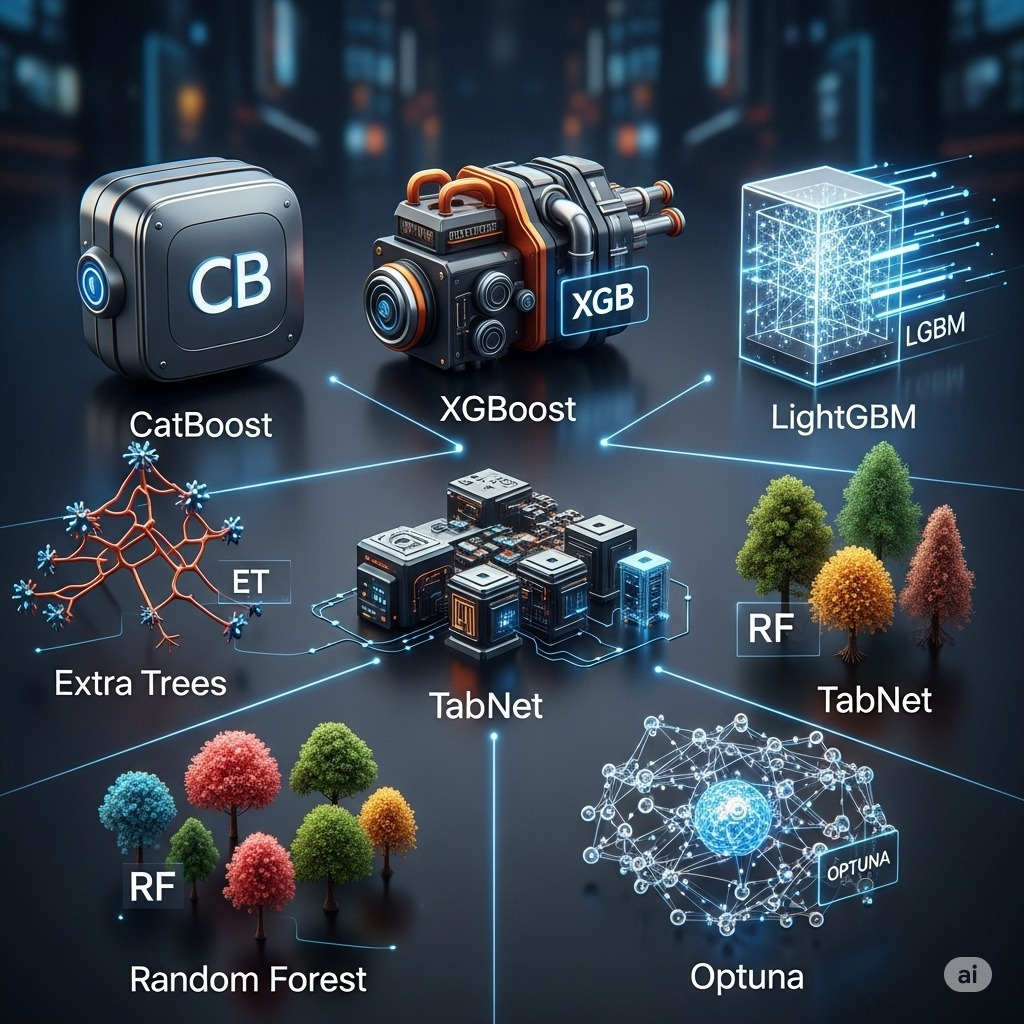 CB
XGB
LGBM
CatBoost
XGBoost
LightGBM
ET
RF
Extra Trees
TabNet
TabNet
RF
OPTUNA
Random Forest
Optuna
ai